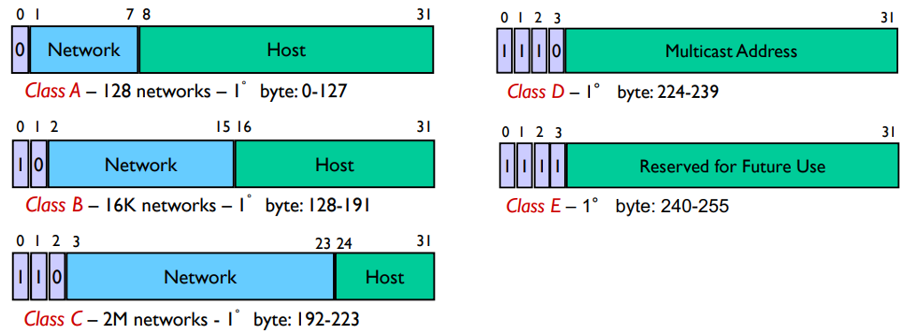 0 1 7 8 31
0 Network Host
Class A – 128 networks – 1° byte: 0-127
0 1 2 15 16 31
1 0 Network Host
Class B – 16K networks – 1° byte: 128-191
0 1 2 3 23 24 31
1 1 0 Network Host
Class C – 2M networks - 1° byte: 192-223
0 1 2 3 31
1 1 1 0 Multicast Address
Class D – 1° byte: 224-239
0 1 2 3 31
1 1 1 1 Reserved for Future Use
Class E – 1° byte: 240-255